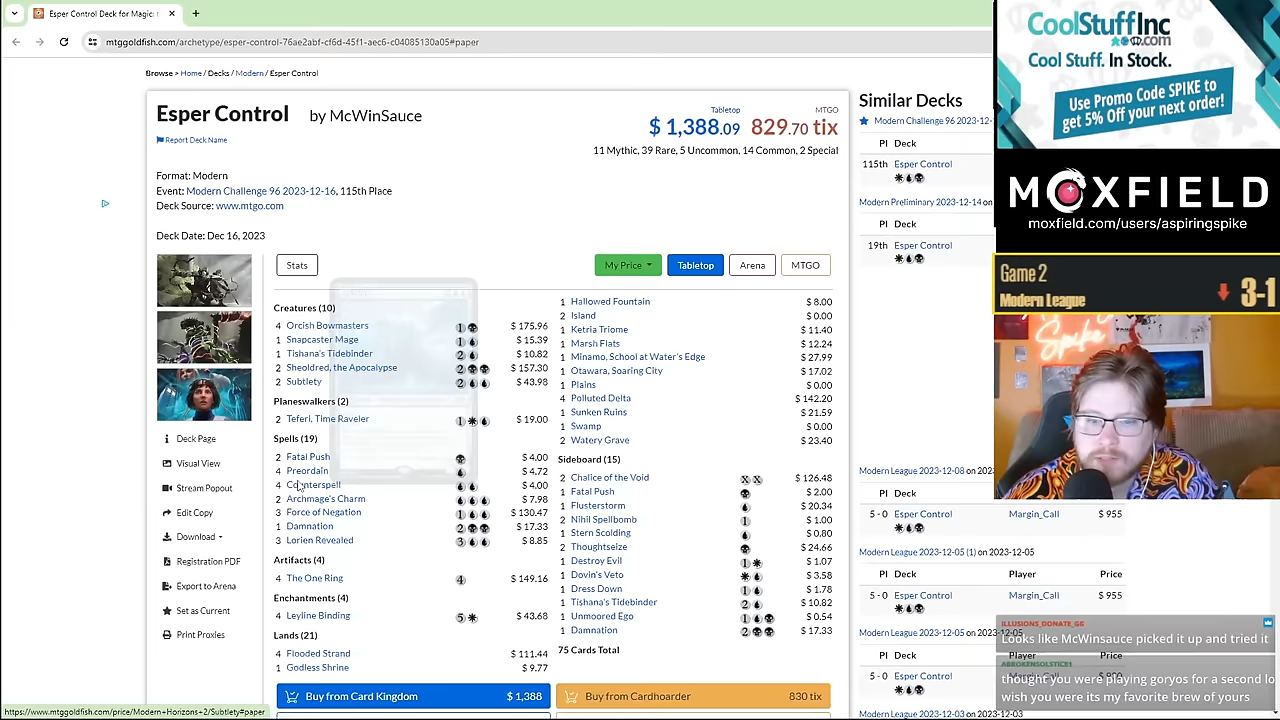 Esper Control Deck for Magic: t
mtggoldfish.com/archetype/esper-control-
Browse > Home / Decks / Modern / Esper Control
Esper Control by McWinSauce
Report Deck Name
Tabletop
$ 1,388.09
MTGO
829.70 tix
11 Mythic, 39 Rare, 5 Uncommon, 14 Common, 2 Special
Format: Modern
Event: Modern Challenge 96 2023-12-16, 115th Place
Deck Source: www.mtgo.com
Deck Date: Dec 16, 2023
Stats
My Price
Tabletop
Arena
MTGO
Deck Page
Visual View
Stream Popout
Edit Copy
Download
Registration PDF
Export to Arena
Set as Current
Print Proxies
4 Orcish Bowmasters $ 175.96
1 Snapcaster Mage $ 15.39
1 Tishana's Tidebinder $ 10.82
2 Sheoldred, the Apocalypse $ 157.30
2 Subtlety $ 43.98
Planeswalkers (2)
2 Teferi, Time Raveler $ 19.00
Spells (19)
2 Fatal Push $ 4.00
4 Preordain $ 4.72
4 Counterspell $ 4.00
2 Archmage's Charm $ 7.98
3 Force of Negation $ 130.47
1 Damnation $ 17.33
3 Lorien Revealed $ 8.85
Artifacts (4)
4 The One Ring $ 149.16
Enchantments (4)
4 Leyline Binding $ 43.68
4 Flooded Strand
1 Godless Shrine $ 9.77
1 Hallowed Fountain $ 8.00
2 Island $ 0.00
1 Ketria Triome $ 11.40
1 Marsh Flats $ 12.24
1 Minamo, School at Water's Edge $ 27.99
1 Otawara, Soaring City $ 17.02
1 Plains $ 0.00
4 Polluted Delta $ 142.20
1 Sunken Ruins $ 21.59
1 Swamp $ 0.00
2 Watery Grave $ 23.40
Sideboard (15)
2 Chalice of the Void X X $ 126.48
1 Fatal Push $ 2.00
1 Flusterstorm $ 20.34
2 Nihil Spellbomb $ 1.00
1 Stern Scolding $ 0.80
2 Thoughtseize $ 24.66
1 Destroy Evil $ 1.07
1 Dovin's Veto $ 3.58
1 Dress Down $ 1.78
1 Tishana's Tidebinder $ 10.82
1 Unmoored Ego $ 0.54
1 Damnation $ 17.33
75 Cards Total
Buy from Card Kingdom $ 1,388
Buy from Cardhoarder 830 tix
https://www.mtggoldfish.com/price/Modern+Horizons+2/Subtlety#paper
Similar Decks
Modern Challenge 96 2023-12-
Pl Deck
115th Esper Control
Modern Preliminary 2023-12-14 on
Pl Deck
19th Esper Control
Modern League 2023-12-08 on 2023-
Pl Deck
5 - 0 Esper Control Margin_Call $ 955
Modern League 2023-12-05 (1) on 2023-12-05
Pl Deck Player Price
5 - 0 Esper Control Margin_Call $ 955
Modern League 2023-12-05 on 2023-12-05
Pl Deck Player Price
5 - 0 Esper Control
Modern League 2023-12-03 on 2023-12-03
CoolStuffInc
.com
Cool Stuff. In Stock.
Use Promo Code SPIKE to
get 5% Off your next order!
MOXFIELD
moxfield.com/users/aspiringspike
Game 2
Modern League
3-1
Spike
ILLUSIONS_DONATE_GG
Looks like McWinsauce picked it up and tried it
ABROKENSOLSTICE1
thought you were playing goryos for a second lo
wish you were its my favorite brew of yours